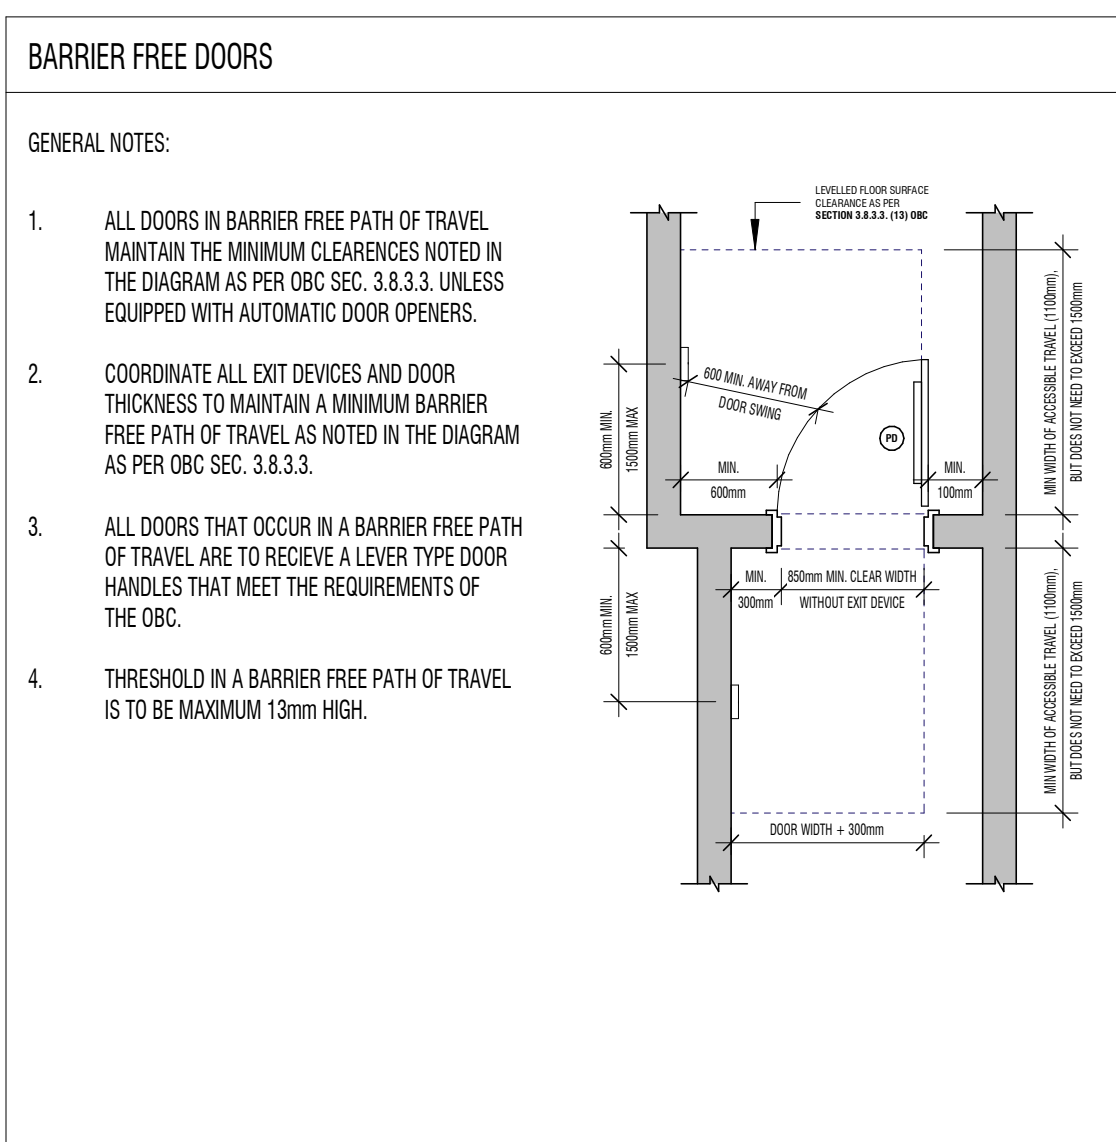 BARRIER FREE DOORS
GENERAL NOTES:
1. ALL DOORS IN BARRIER FREE PATH OF TRAVEL
MAINTAIN THE MINIMUM CLEARENCES NOTED IN
THE DIAGRAM AS PER OBC SEC. 3.8.3.3. UNLESS
EQUIPPED WITH AUTOMATIC DOOR OPENERS.
2. COORDINATE ALL EXIT DEVICES AND DOOR
THICKNESS TO MAINTAIN A MINIMUM BARRIER
FREE PATH OF TRAVEL AS NOTED IN THE DIAGRAM
AS PER OBC SEC. 3.8.3.3.
3. ALL DOORS THAT OCCUR IN A BARRIER FREE PATH
OF TRAVEL ARE TO RECIEVE A LEVER TYPE DOOR
HANDLES THAT MEET THE REQUIREMENTS OF
THE OBC.
4. THRESHOLD IN A BARRIER FREE PATH OF TRAVEL
IS TO BE MAXIMUM 13mm HIGH.
LEVELLED FLOOR SURFACE
CLEARANCE AS PER
SECTION 3.8.3.3. (13) OBC
600mm MIN.
1500mm MAX
600 MIN. AWAY FROM
DOOR SWING
PD
MIN.
600mm
MIN.
100mm
MIN WIDTH OF ACCESSIBLE TRAVEL (1100mm),
BUT DOES NOT NEED TO EXCEED 1500mm
600mm MIN.
1500mm MAX
MIN.
300mm
850mm MIN. CLEAR WIDTH
WITHOUT EXIT DEVICE
MIN WIDTH OF ACCESSIBLE TRAVEL (1100mm),
BUT DOES NOT NEED TO EXCEED 1500mm
DOOR WIDTH + 300mm